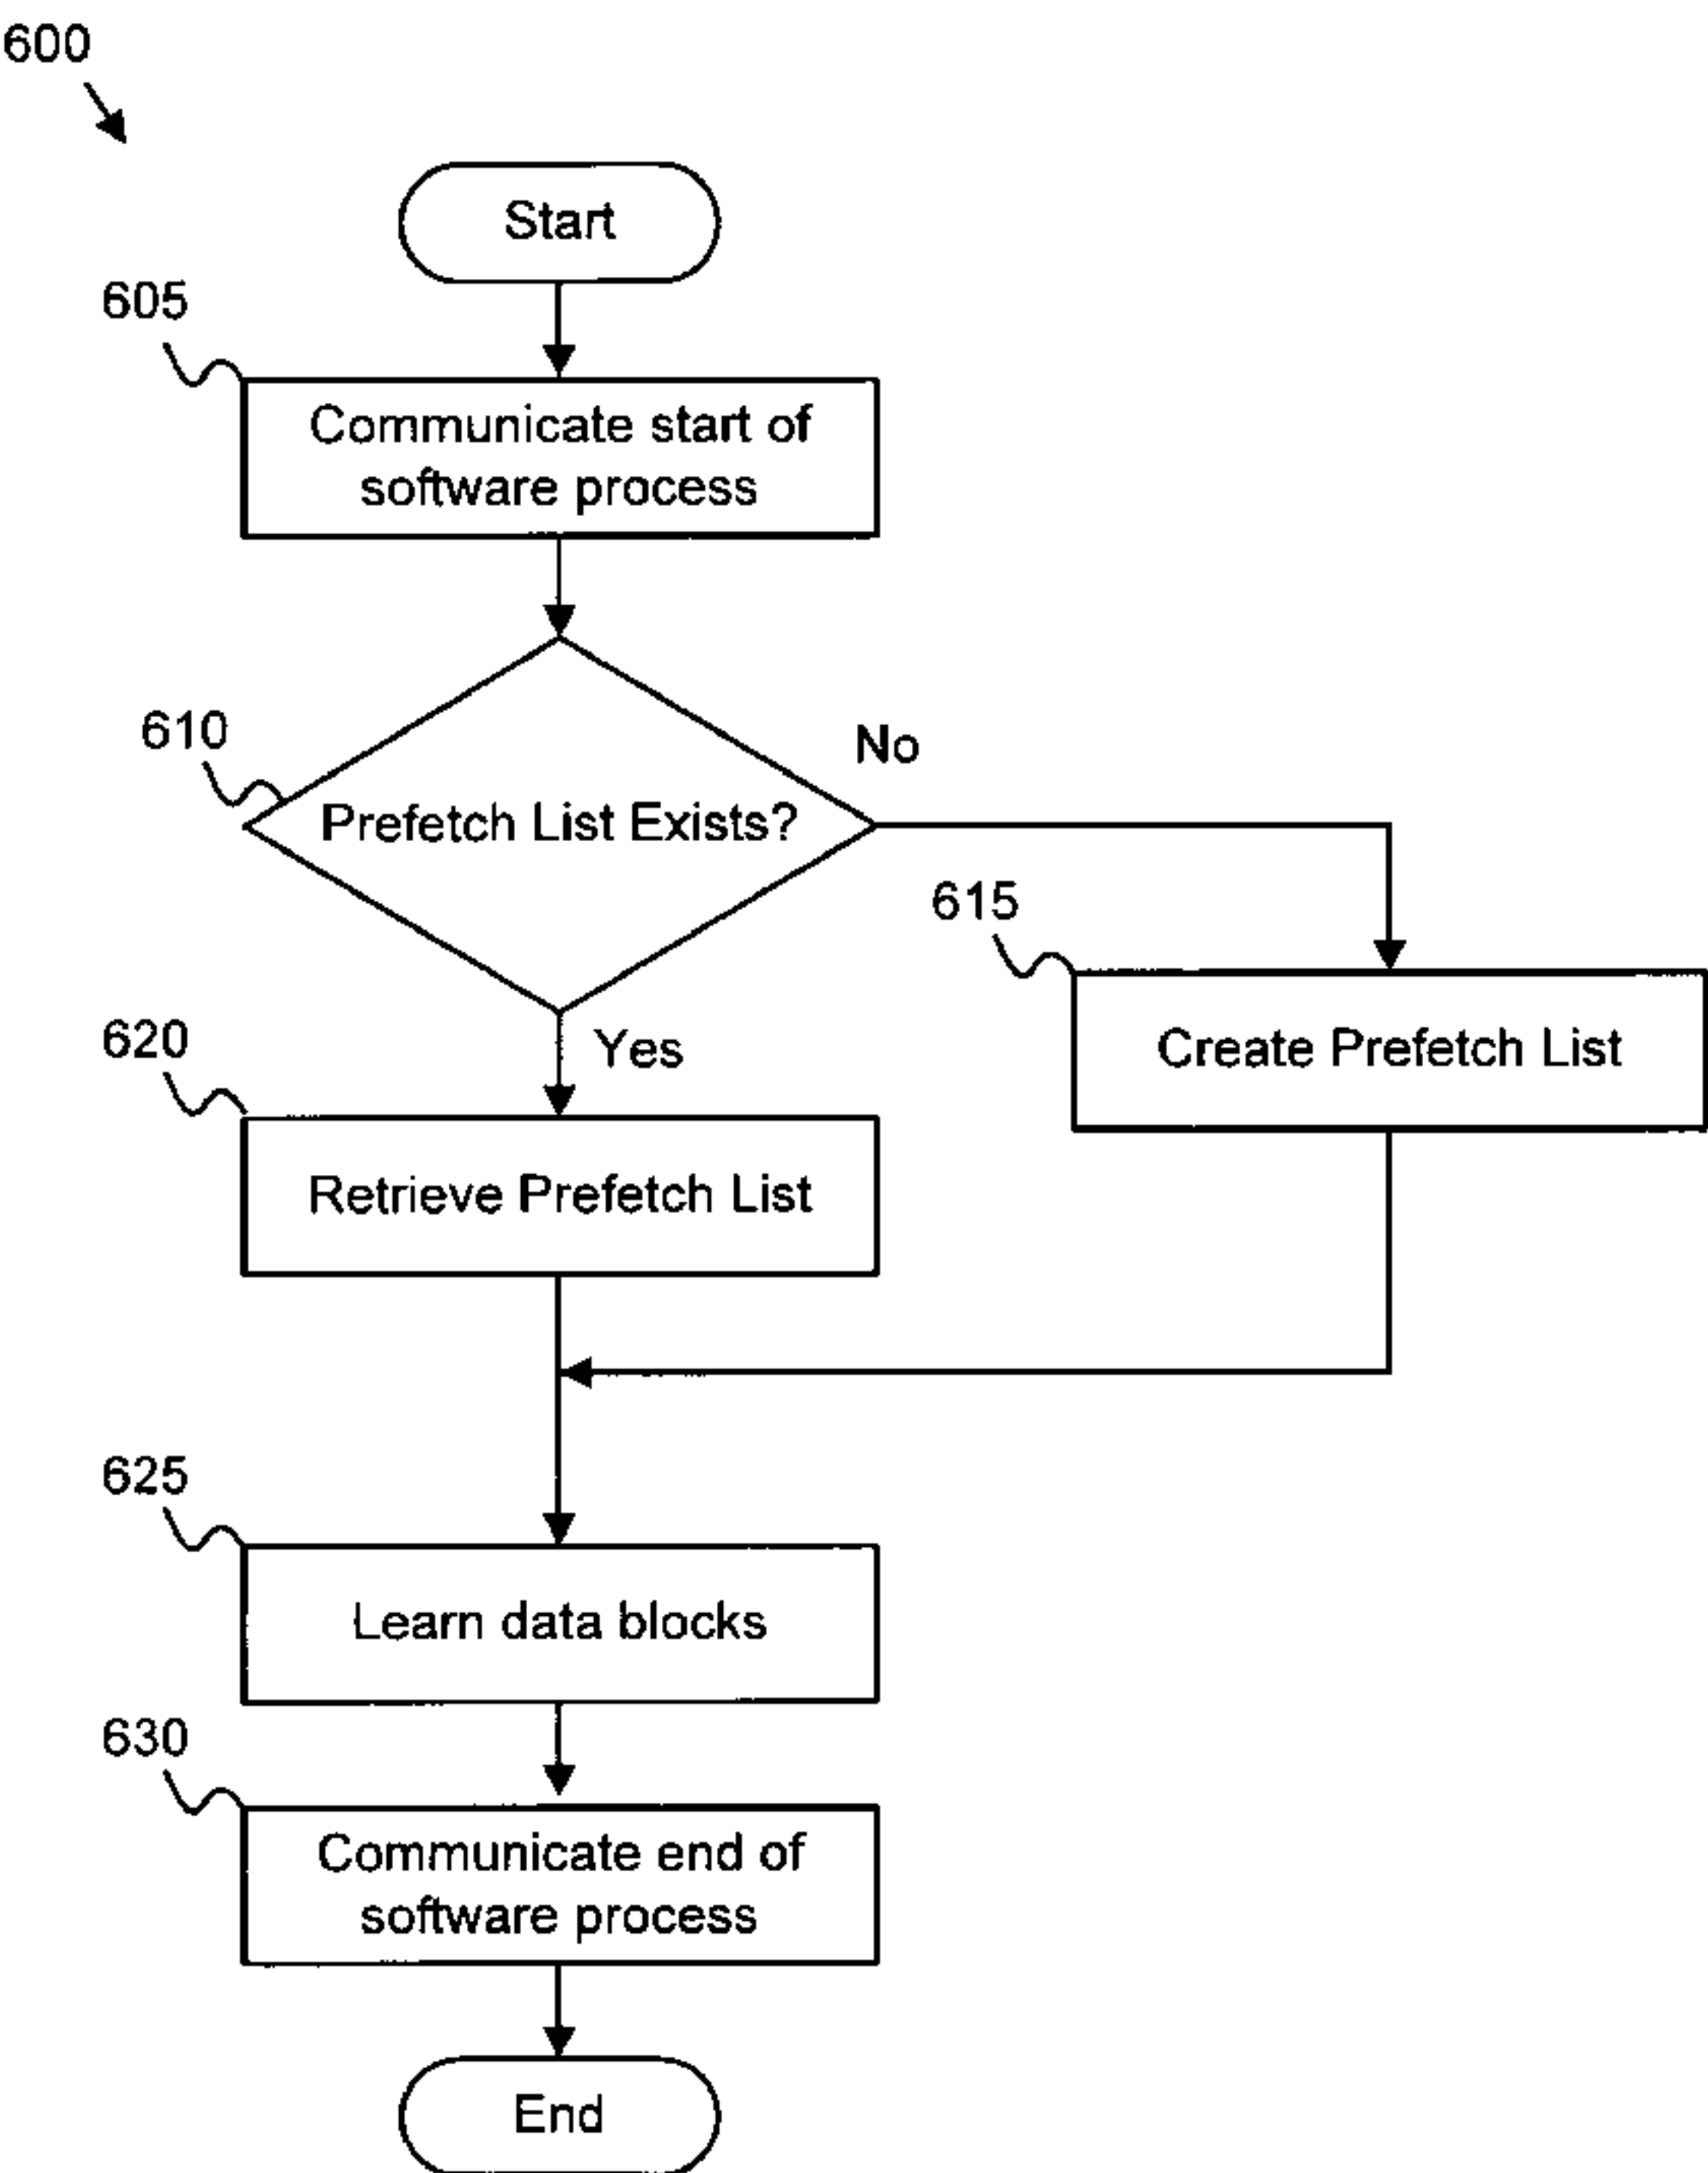 600
Start
605
Communicate start of
software process
610
No
Prefetch List Exists?
615
620
Yes
Create Prefetch List
Retrieve Prefetch List
625
Learn data blocks
630
Communicate end of
software process
End